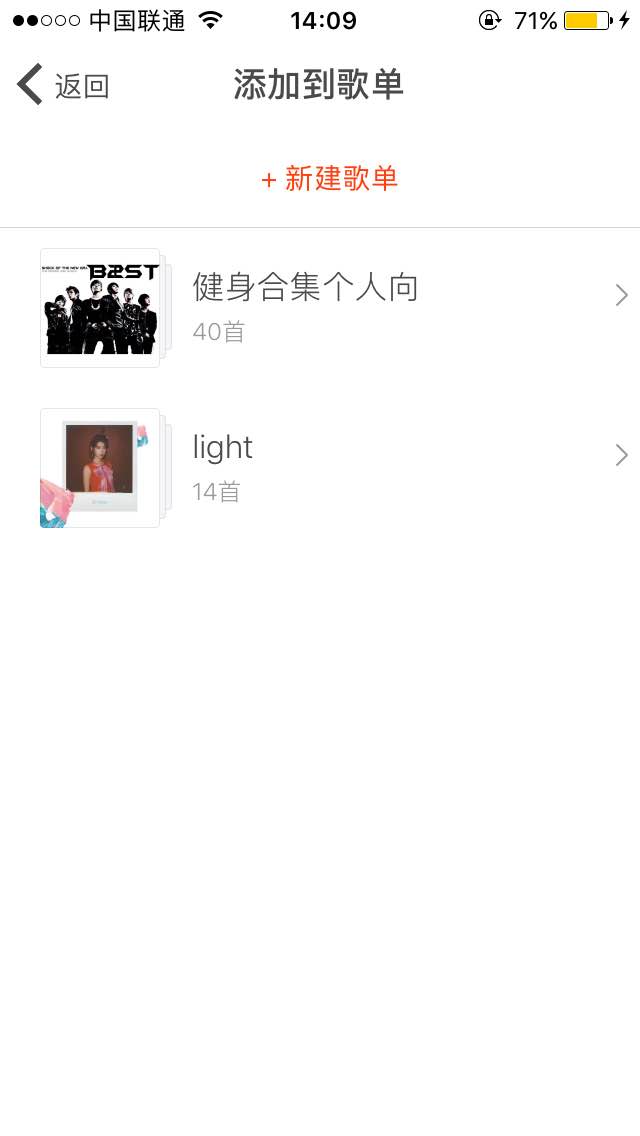 中国联通
14:09
71%
返回
添加到歌单
+ 新建歌单
SHOCK OF THE NEW ERA
B2ST
健身合集个人向
40首
light
14首